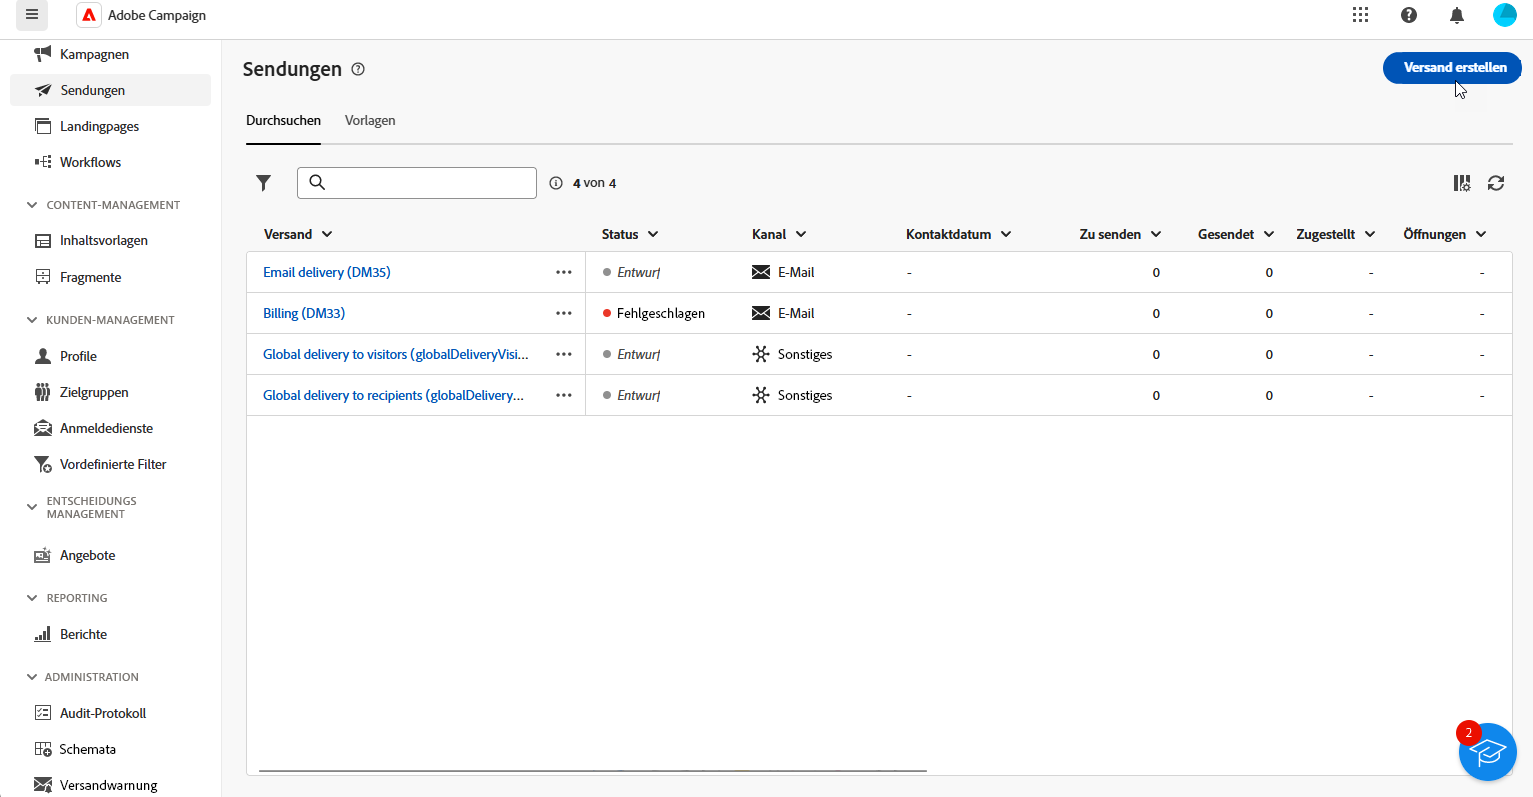 Adobe Campaign
Kampagnen
Sendungen
Landingpages
Workflows
CONTENT-MANAGEMENT
Inhaltsvorlagen
Fragmente
KUNDEN-MANAGEMENT
Profile
Zielgruppen
Anmeldedienste
Vordefinierte Filter
ENTSCHEIDUNGS
MANAGEMENT
Angebote
REPORTING
Berichte
ADMINISTRATION
Audit-Protokoll
Schemata
Versandwarnung
Sendungen
Versand erstellen
Durchsuchen Vorlagen
4 von 4
Versand Status Kanal Kontaktdatum Zu senden Gesendet Zugestellt Öffnungen
Email delivery (DM35) ••• Entwurf E-Mail - 0 0 - -
Billing (DM33) ••• Fehlgeschlagen E-Mail - 0 0 - -
Global delivery to visitors (globalDeliveryVisi... ••• Entwurf Sonstiges - 0 0 - -
Global delivery to recipients (globalDelivery... ••• Entwurf Sonstiges - 0 0 - -
2